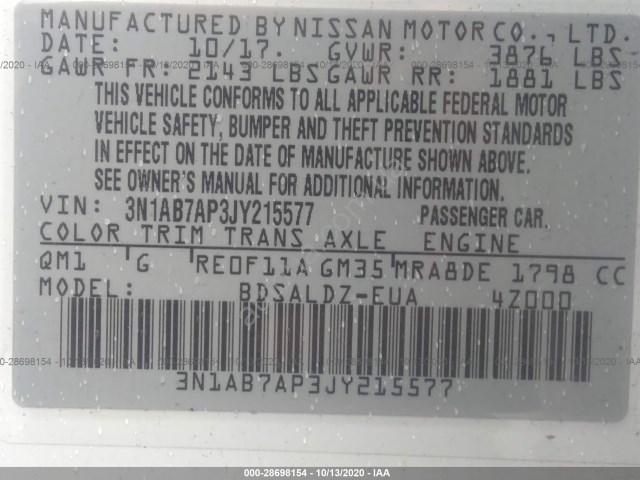 MANUFACTURED BY NISSAN MOTOR CO., LTD.
DATE: 10/17. GVWR: 3876 LBS
GAWR FR: 2143 LBS GAWR RR: 1881 LBS
THIS VEHICLE CONFORMS TO ALL APPLICABLE FEDERAL MOTOR
VEHICLE SAFETY, BUMPER AND THEFT PREVENTION STANDARDS
IN EFFECT ON THE DATE OF MANUFACTURE SHOWN ABOVE.
SEE OWNER'S MANUAL FOR ADDITIONAL INFORMATION.
VIN: 3N1AB7AP3JY215577 PASSENGER CAR.
COLOR TRIM TRANS AXLE ENGINE
QM1 G RE0F11A GM35 MRA8DE 1798 CC
MODEL: BDSALDZ-EUA 4Z000
3N1AB7AP3JY215577
000-28698154 - 10/13/2020 - IAA